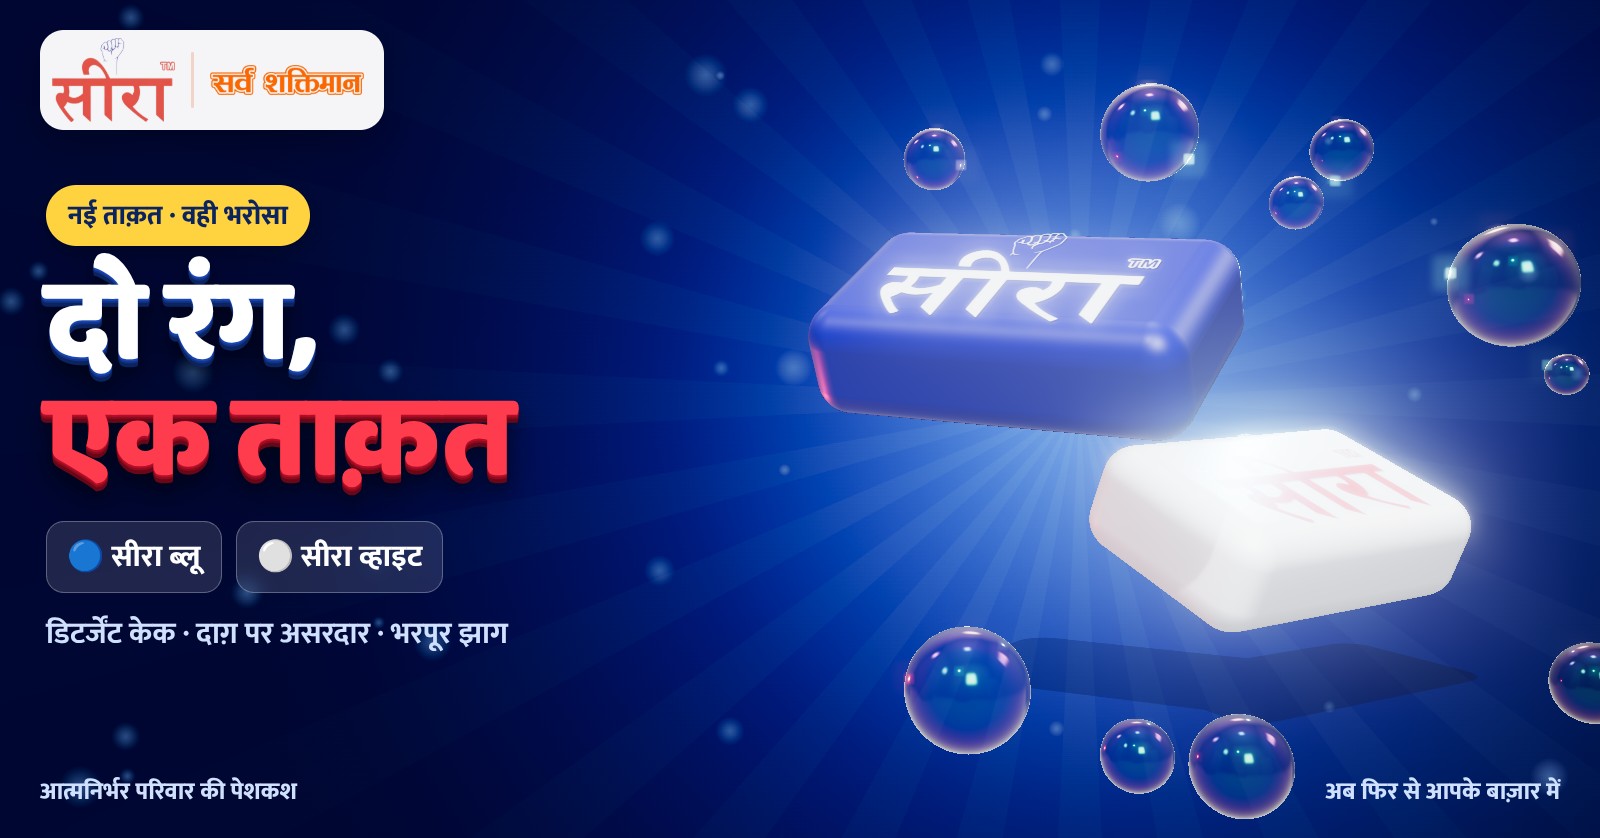 सीरा TM
सर्व शक्तिमान
नई ताक़त · वही भरोसा
दो रंग,
एक ताक़त
सीरा TM
सीरा
सीरा ब्लू
सीरा व्हाइट
डिटर्जेंट केक · दाग़ पर असरदार · भरपूर झाग
आत्मनिर्भर परिवार की पेशकश
अब फिर से आपके बाज़ार में